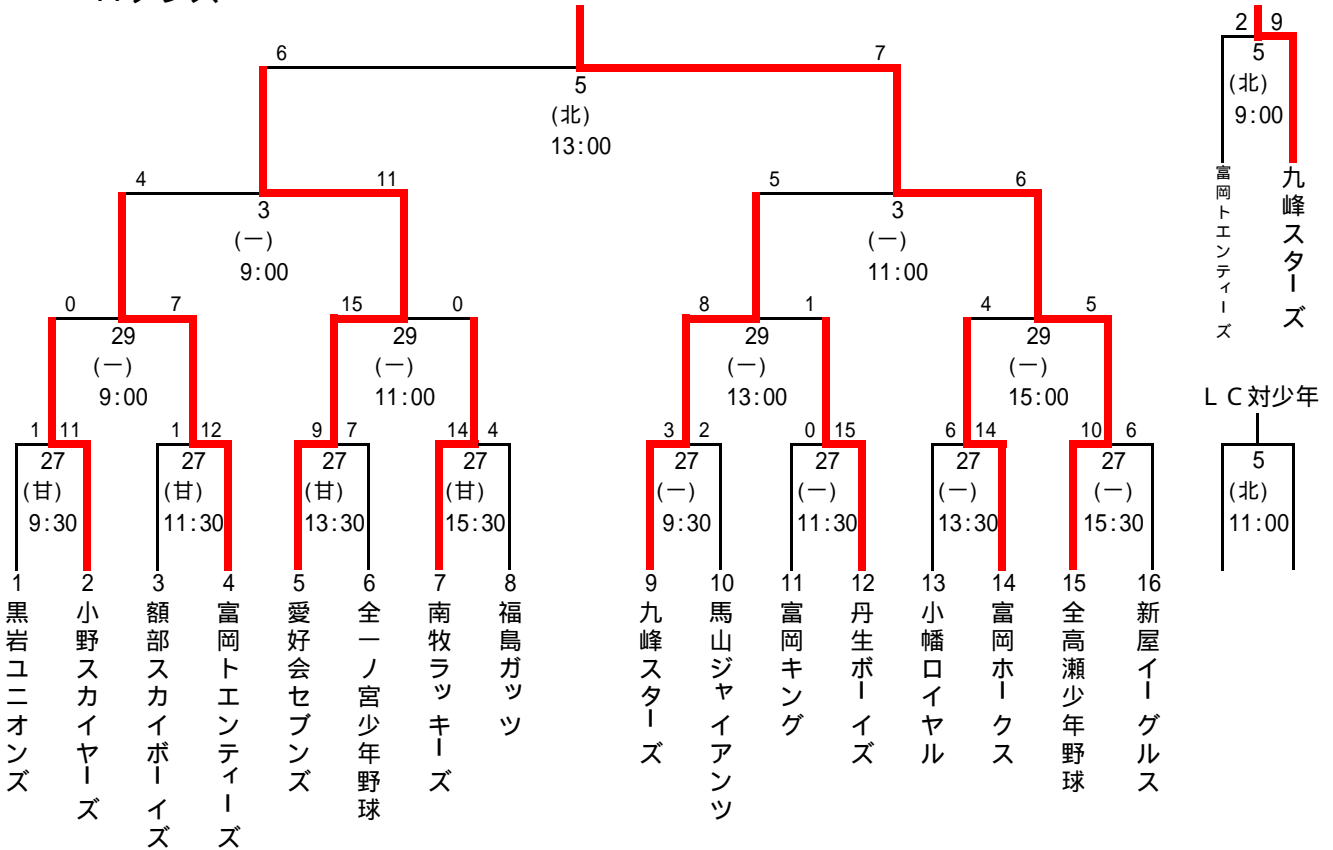 6 7
5
(北)
13:00
4 11
3
(一)
9:00
5 6
3
(一)
11:00
0 7
29
(一)
9:00
15 0
29
(一)
11:00
8 1
29
(一)
13:00
4 5
29
(一)
15:00
1 11
27
(甘)
9:30
1 12
27
(甘)
11:30
9 7
27
(甘)
13:30
14 4
27
(甘)
15:30
3 2
27
(一)
9:30
0 15
27
(一)
11:30
6 14
27
(一)
13:30
10 6
27
(一)
15:30
1
黒岩ユニオンズ
2
小野スカイヤーズ
3
額部スカイボーイズ
4
富岡トエンティーズ
5
愛好会セブンズ
6
全一ノ宮少年野球
7
南牧ラッキーズ
8
福島ガッツ
9
九峰スターズ
10
馬山ジャイアンツ
11
富岡キング
12
丹生ボーイズ
13
小幡ロイヤル
14
富岡ホークス
15
全高瀬少年野球
16
新屋イーグルス
2 9
5
(北)
9:00
富岡トエンティーズ
九峰スターズ
ＬＣ対少年
5
(北)
11:00